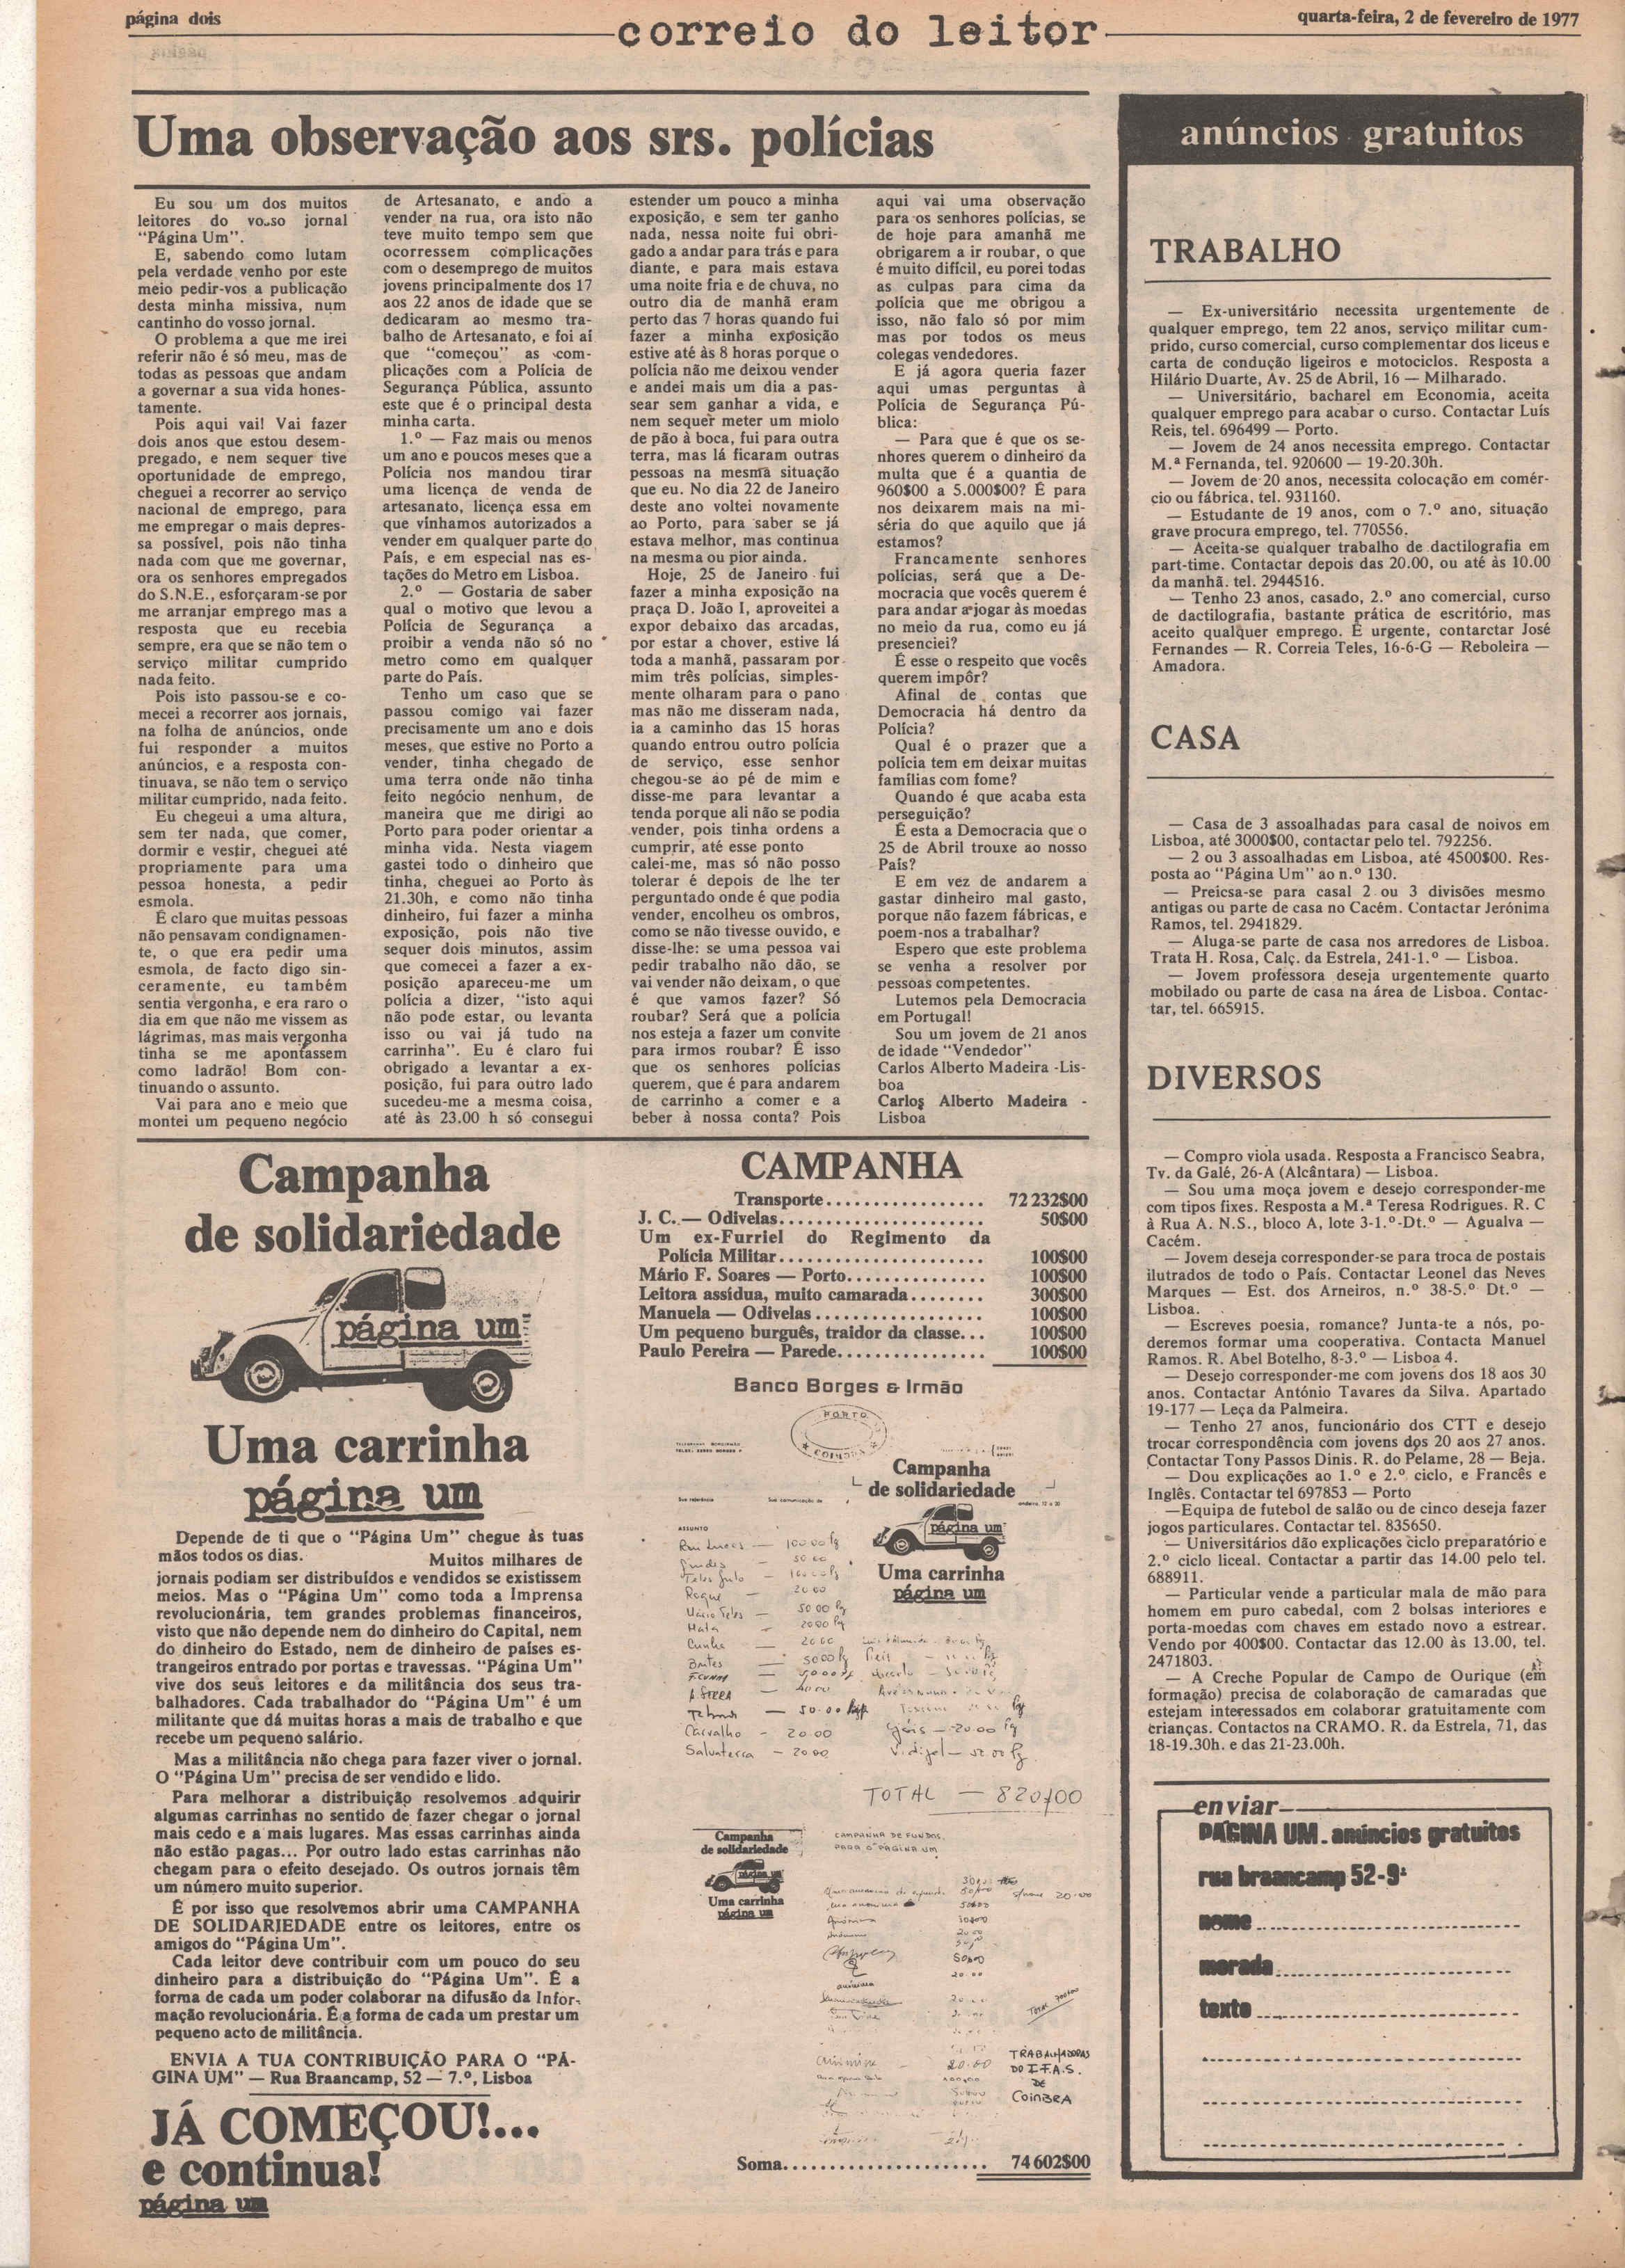 página dois
correio do leitor
quarta-feira, 2 de fevereiro de 1977
Uma observação aos srs. polícias
Eu sou um dos muitos
leitores do vosso jornal
"Página Um".
E, sabendo como lutam
pela verdade venho por este
meio pedir-vos a publicação
desta minha missiva, num
cantinho do vosso jornal.
O problema a que me irei
referir não é só meu, mas de
todas as pessoas que andam
a governar a sua vida hones-
tamente.
Pois aqui vai! Vai fazer
dois anos que estou desem-
pregado, e nem sequer tive
oportunidade de emprego,
cheguei a recorrer ao serviço
nacional de emprego, para
me empregar o mais depres-
sa possível, pois não tinha
nada com que me governar,
ora os senhores empregados
do S.N.E., esforçaram-se por
me arranjar emprego mas a
resposta que eu recebia
sempre, era que se não tem o
serviço militar cumprido
nada feito.
Pois isto passou-se e co-
mecei a recorrer aos jornais,
na folha de anúncios, onde
fui responder a muitos
anúncios, e a resposta con-
tinuava, se não tem o serviço
militar cumprido, nada feito.
Eu chegeui a uma altura,
sem ter nada, que comer,
dormir e vestir, cheguei até
propriamente para uma
pessoa honesta, a pedir
esmola.
É claro que muitas pessoas
não pensavam condignamen-
te, o que era pedir uma
esmola, de facto digo sin-
ceramente, eu também
sentia vergonha, e era raro o
dia em que não me vissem as
lágrimas, mas mais vergonha
tinha se me apontassem
como ladrão! Bom con-
tinuando o assunto.
Vai para ano e meio que
montei um pequeno negócio
de Artesanato, e ando a
vender na rua, ora isto não
teve muito tempo sem que
ocorressem complicações
com o desemprego de muitos
jovens principalmente dos 17
aos 22 anos de idade que se
dedicaram ao mesmo tra-
balho de Artesanato, e foi aí
que "começou" as com-
plicações com a Polícia de
Segurança Pública, assunto
este que é o principal desta
minha carta.
1.º — Faz mais ou menos
um ano e poucos meses que a
Polícia nos mandou tirar
uma licença de venda de
artesanato, licença essa em
que vínhamos autorizados a
vender em qualquer parte do
País, e em especial nas es-
tações do Metro em Lisboa.
2.º — Gostaria de saber
qual o motivo que levou a
Polícia de Segurança a
proibir a venda não só no
metro como em qualquer
parte do País.
Tenho um caso que se
passou comigo vai fazer
precisamente um ano e dois
meses, que estive no Porto a
vender, tinha chegado de
uma terra onde não tinha
feito negócio nenhum, de
maneira que me dirigi ao
Porto para poder orientar a
minha vida. Nesta viagem
gastei todo o dinheiro que
tinha, cheguei ao Porto às
21.30h, e como não tinha
dinheiro, fui fazer a minha
exposição, pois não tive
sequer dois minutos, assim
que comecei a fazer a ex-
posição apareceu-me um
polícia a dizer, "isto aqui
não pode estar, ou levanta
isso ou vai já tudo na
carrinha". Eu é claro fui
obrigado a levantar a ex-
posição, fui para outro lado
sucedeu-me a mesma coisa,
até às 23.00 h só consegui
estender um pouco a minha
exposição, e sem ter ganho
nada, nessa noite fui obri-
gado a andar para trás e para
diante, e para mais estava
uma noite fria e de chuva, no
outro dia de manhã eram
perto das 7 horas quando fui
fazer a minha exposição
estive até às 8 horas porque o
polícia não me deixou vender
e andei mais um dia a pas-
sear sem ganhar a vida, e
nem sequer meter um miolo
de pão à boca, fui para outra
terra, mas lá ficaram outras
pessoas na mesma situação
que eu. No dia 22 de Janeiro
deste ano voltei novamente
ao Porto, para saber se já
estava melhor, mas continua
na mesma ou pior ainda.
Hoje, 25 de Janeiro fui
fazer a minha exposição na
praça D. João I, aproveitei a
expor debaixo das arcadas,
por estar a chover, estive lá
toda a manhã, passaram por
mim três polícias, simples-
mente olharam para o pano
mas não me disseram nada,
ia a caminho das 15 horas
quando entrou outro polícia
de serviço, esse senhor
chegou-se ao pé de mim e
disse-me para levantar a
tenda porque ali não se podia
vender, pois tinha ordens a
cumprir, até esse ponto
calei-me, mas só não posso
tolerar é depois de lhe ter
perguntado onde é que podia
vender, encolheu os ombros,
como se não tivesse ouvido, e
disse-lhe: se uma pessoa vai
pedir trabalho não dão, se
vai vender não deixam, o que
é que vamos fazer? Só
roubar? Será que a polícia
nos esteja a fazer um convite
para irmos roubar? É isso
que os senhores polícias
querem, que é para andarem
de carrinho a comer e a
beber à nossa conta? Pois
aqui vai uma observação
para os senhores polícias, se
de hoje para amanhã me
obrigarem a ir roubar, o que
é muito difícil, eu porei todas
as culpas para cima da
polícia que me obrigou a
isso, não falo só por mim
mas por todos os meus
colegas vendedores.
E já agora queria fazer
aqui umas perguntas à
Polícia de Segurança Pú-
blica:
— Para que é que os se-
nhores querem o dinheiro da
multa que é a quantia de
960$00 a 5.000$00? É para
nos deixarem mais na mi-
séria do que aquilo que já
estamos?
Francamente senhores
polícias, será que a De-
mocracia que vocês querem é
para andar a jogar às moedas
no meio da rua, como eu já
presenciei?
É esse o respeito que vocês
querem impôr?
Afinal de contas que
Democracia há dentro da
Polícia?
Qual é o prazer que a
polícia tem em deixar muitas
famílias com fome?
Quando é que acaba esta
perseguição?
É esta a Democracia que o
25 de Abril trouxe ao nosso
País?
E em vez de andarem a
gastar dinheiro mal gasto,
porque não fazem fábricas, e
poem-nos a trabalhar?
Espero que este problema
se venha a resolver por
pessoas competentes.
Lutemos pela Democracia
em Portugal!
Sou um jovem de 21 anos
de idade "Vendedor"
Carlos Alberto Madeira -Lis-
boa
Carlos Alberto Madeira -
Lisboa
Campanha
de solidariedade
página um
Uma carrinha
página um
Depende de ti que o "Página Um" chegue às tuas
mãos todos os dias. Muitos milhares de
jornais podiam ser distribuídos e vendidos se existissem
meios. Mas o "Página Um" como toda a Imprensa
revolucionária, tem grandes problemas financeiros,
visto que não depende nem do dinheiro do Capital, nem
do dinheiro do Estado, nem de dinheiro de países es-
trangeiros entrado por portas e travessas. "Página Um"
vive dos seus leitores e da militância dos seus tra-
balhadores. Cada trabalhador do "Página Um" é um
militante que dá muitas horas a mais de trabalho e que
recebe um pequeno salário.
Mas a militância não chega para fazer viver o jornal.
O "Página Um" precisa de ser vendido e lido.
Para melhorar a distribuição resolvemos adquirir
algumas carrinhas no sentido de fazer chegar o jornal
mais cedo e a mais lugares. Mas essas carrinhas ainda
não estão pagas... Por outro lado estas carrinhas não
chegam para o efeito desejado. Os outros jornais têm
um número muito superior.
É por isso que resolvemos abrir uma CAMPANHA
DE SOLIDARIEDADE entre os leitores, entre os
amigos do "Página Um".
Cada leitor deve contribuir com um pouco do seu
dinheiro para a distribuição do "Página Um". É a
forma de cada um poder colaborar na difusão da Infor-
mação revolucionária. É a forma de cada um prestar um
pequeno acto de militância.
ENVIA A TUA CONTRIBUIÇÃO PARA O "PÁ-
GINA UM" — Rua Braancamp, 52 — 7.º, Lisboa
JÁ COMEÇOU!...
e continua!
página um
CAMPANHA
Transporte................. 72 232$00
J. C. — Odivelas...................... 50$00
Um ex-Furriel do Regimento da
Polícia Militar...................... 100$00
Mário F. Soares — Porto............... 100$00
Leitora assídua, muito camarada........ 300$00
Manuela — Odivelas.................. 100$00
Um pequeno burguês, traidor da classe... 100$00
Paulo Pereira — Parede................ 100$00
Banco Borges & Irmão
PORTO
COIMBRA
Sua referência
Sua comunicação de
ASSUNTO
Campanha
de solidariedade
página um
Uma carrinha
página um
Roque — 20 00
Mata — 20 00
Cunha — 20 00
Carvalho — 20.00
Salvaterra — 20.00
Vidigal
TOTAL — 820$00
Campanha
de solidariedade
página um
Uma carrinha
página um
CAMPANHA DE FUNDOS
PARA O PÁGINA UM
TRABALHADORES
DO I.F.A.S.
DE
COIMBRA
Soma....................... 74 602$00
anúncios gratuitos
TRABALHO
— Ex-universitário necessita urgentemente de
qualquer emprego, tem 22 anos, serviço militar cum-
prido, curso comercial, curso complementar dos liceus e
carta de condução ligeiros e motociclos. Resposta a
Hilário Duarte, Av. 25 de Abril, 16 — Milharado.
— Universitário, bacharel em Economia, aceita
qualquer emprego para acabar o curso. Contactar Luís
Reis, tel. 696499 — Porto.
— Jovem de 24 anos necessita emprego. Contactar
M.ª Fernanda, tel. 920600 — 19-20.30h.
— Jovem de 20 anos, necessita colocação em comér-
cio ou fábrica, tel. 931160.
— Estudante de 19 anos, com o 7.º ano, situação
grave procura emprego, tel. 770556.
— Aceita-se qualquer trabalho de dactilografia em
part-time. Contactar depois das 20.00, ou até às 10.00
da manhã. tel. 2944516.
— Tenho 23 anos, casado, 2.º ano comercial, curso
de dactilografia, bastante prática de escritório, mas
aceito qualquer emprego. É urgente, contarctar José
Fernandes — R. Correia Teles, 16-6-G — Reboleira —
Amadora.
CASA
— Casa de 3 assoalhadas para casal de noivos em
Lisboa, até 3000$00, contactar pelo tel. 792256.
— 2 ou 3 assoalhadas em Lisboa, até 4500$00. Res-
posta ao "Página Um" ao n.º 130.
— Preicsa-se para casal 2 ou 3 divisões mesmo
antigas ou parte de casa no Cacém. Contactar Jerónima
Ramos, tel. 2941829.
— Aluga-se parte de casa nos arredores de Lisboa.
Trata H. Rosa, Calç. da Estrela, 241-1.º — Lisboa.
— Jovem professora deseja urgentemente quarto
mobilado ou parte de casa na área de Lisboa. Contac-
tar, tel. 665915.
DIVERSOS
— Compro viola usada. Resposta a Francisco Seabra,
Tv. da Galé, 26-A (Alcântara) — Lisboa.
— Sou uma moça jovem e desejo corresponder-me
com tipos fixes. Resposta a M.ª Teresa Rodrigues. R. C
à Rua A. N.S., bloco A, lote 3-1.º-Dt.º — Agualva —
Cacém.
— Jovem deseja corresponder-se para troca de postais
ilutrados de todo o País. Contactar Leonel das Neves
Marques — Est. dos Arneiros, n.º 38-5.º Dt.º —
Lisboa.
— Escreves poesia, romance? Junta-te a nós, po-
deremos formar uma cooperativa. Contacta Manuel
Ramos. R. Abel Botelho, 8-3.º — Lisboa 4.
— Desejo corresponder-me com jovens dos 18 aos 30
anos. Contactar António Tavares da Silva. Apartado
19-177 — Leça da Palmeira.
— Tenho 27 anos, funcionário dos CTT e desejo
trocar correspondência com jovens dos 20 aos 27 anos.
Contactar Tony Passos Dinis. R. do Pelame, 28 — Beja.
— Dou explicações ao 1.º e 2.º ciclo, e Francês e
Inglês. Contactar tel 697853 — Porto
—Equipa de futebol de salão ou de cinco deseja fazer
jogos particulares. Contactar tel. 835650.
— Universitários dão explicações ciclo preparatório e
2.º ciclo liceal. Contactar a partir das 14.00 pelo tel.
688911.
— Particular vende a particular mala de mão para
homem em puro cabedal, com 2 bolsas interiores e
porta-moedas com chaves em estado novo a estrear.
Vendo por 400$00. Contactar das 12.00 às 13.00, tel.
2471803.
— A Creche Popular de Campo de Ourique (em
formação) precisa de colaboração de camaradas que
estejam interessados em colaborar gratuitamente com
crianças. Contactos na CRAMO. R. da Estrela, 71, das
18-19.30h. e das 21-23.00h.
enviar
PÁGINA UM. anúncios gratuitos
rua braancamp 52-9º
nome
morada
texto